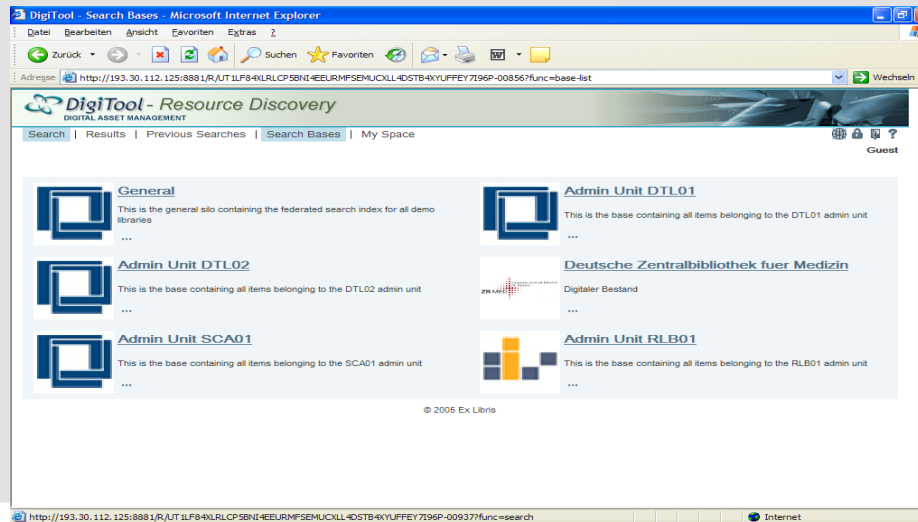 DigiTool - Search Bases - Microsoft Internet Explorer
Datei Bearbeiten Ansicht Favoriten Extras ?
Zurück Suchen Favoriten
Adresse http://193.30.112.125:8881/R/UT1LF84XLRLCP5BNI4EEURMFSEMUCXLL4DSTB4XYUFFEY7I96P-00856?func=base-list Wechseln
DigiTool - Resource Discovery
DIGITAL ASSET MANAGEMENT
Search | Results | Previous Searches | Search Bases | My Space
Guest
General
This is the general silo containing the federated search index for all demo
libraries
...
Admin Unit DTL01
This is the base containing all items belonging to the DTL01 admin unit
...
Admin Unit DTL02
This is the base containing all items belonging to the DTL02 admin unit
...
ZB MED
Deutsche Zentralbibliothek fuer Medizin
Digitaler Bestand
...
Admin Unit SCA01
This is the base containing all items belonging to the SCA01 admin unit
...
Admin Unit RLB01
This is the base containing all items belonging to the RLB01 admin unit
...
© 2005 Ex Libris
http://193.30.112.125:8881/R/UT1LF84XLRLCP5BNI4EEURMFSEMUCXLL4DSTB4XYUFFEY7I96P-00937?func=search Internet